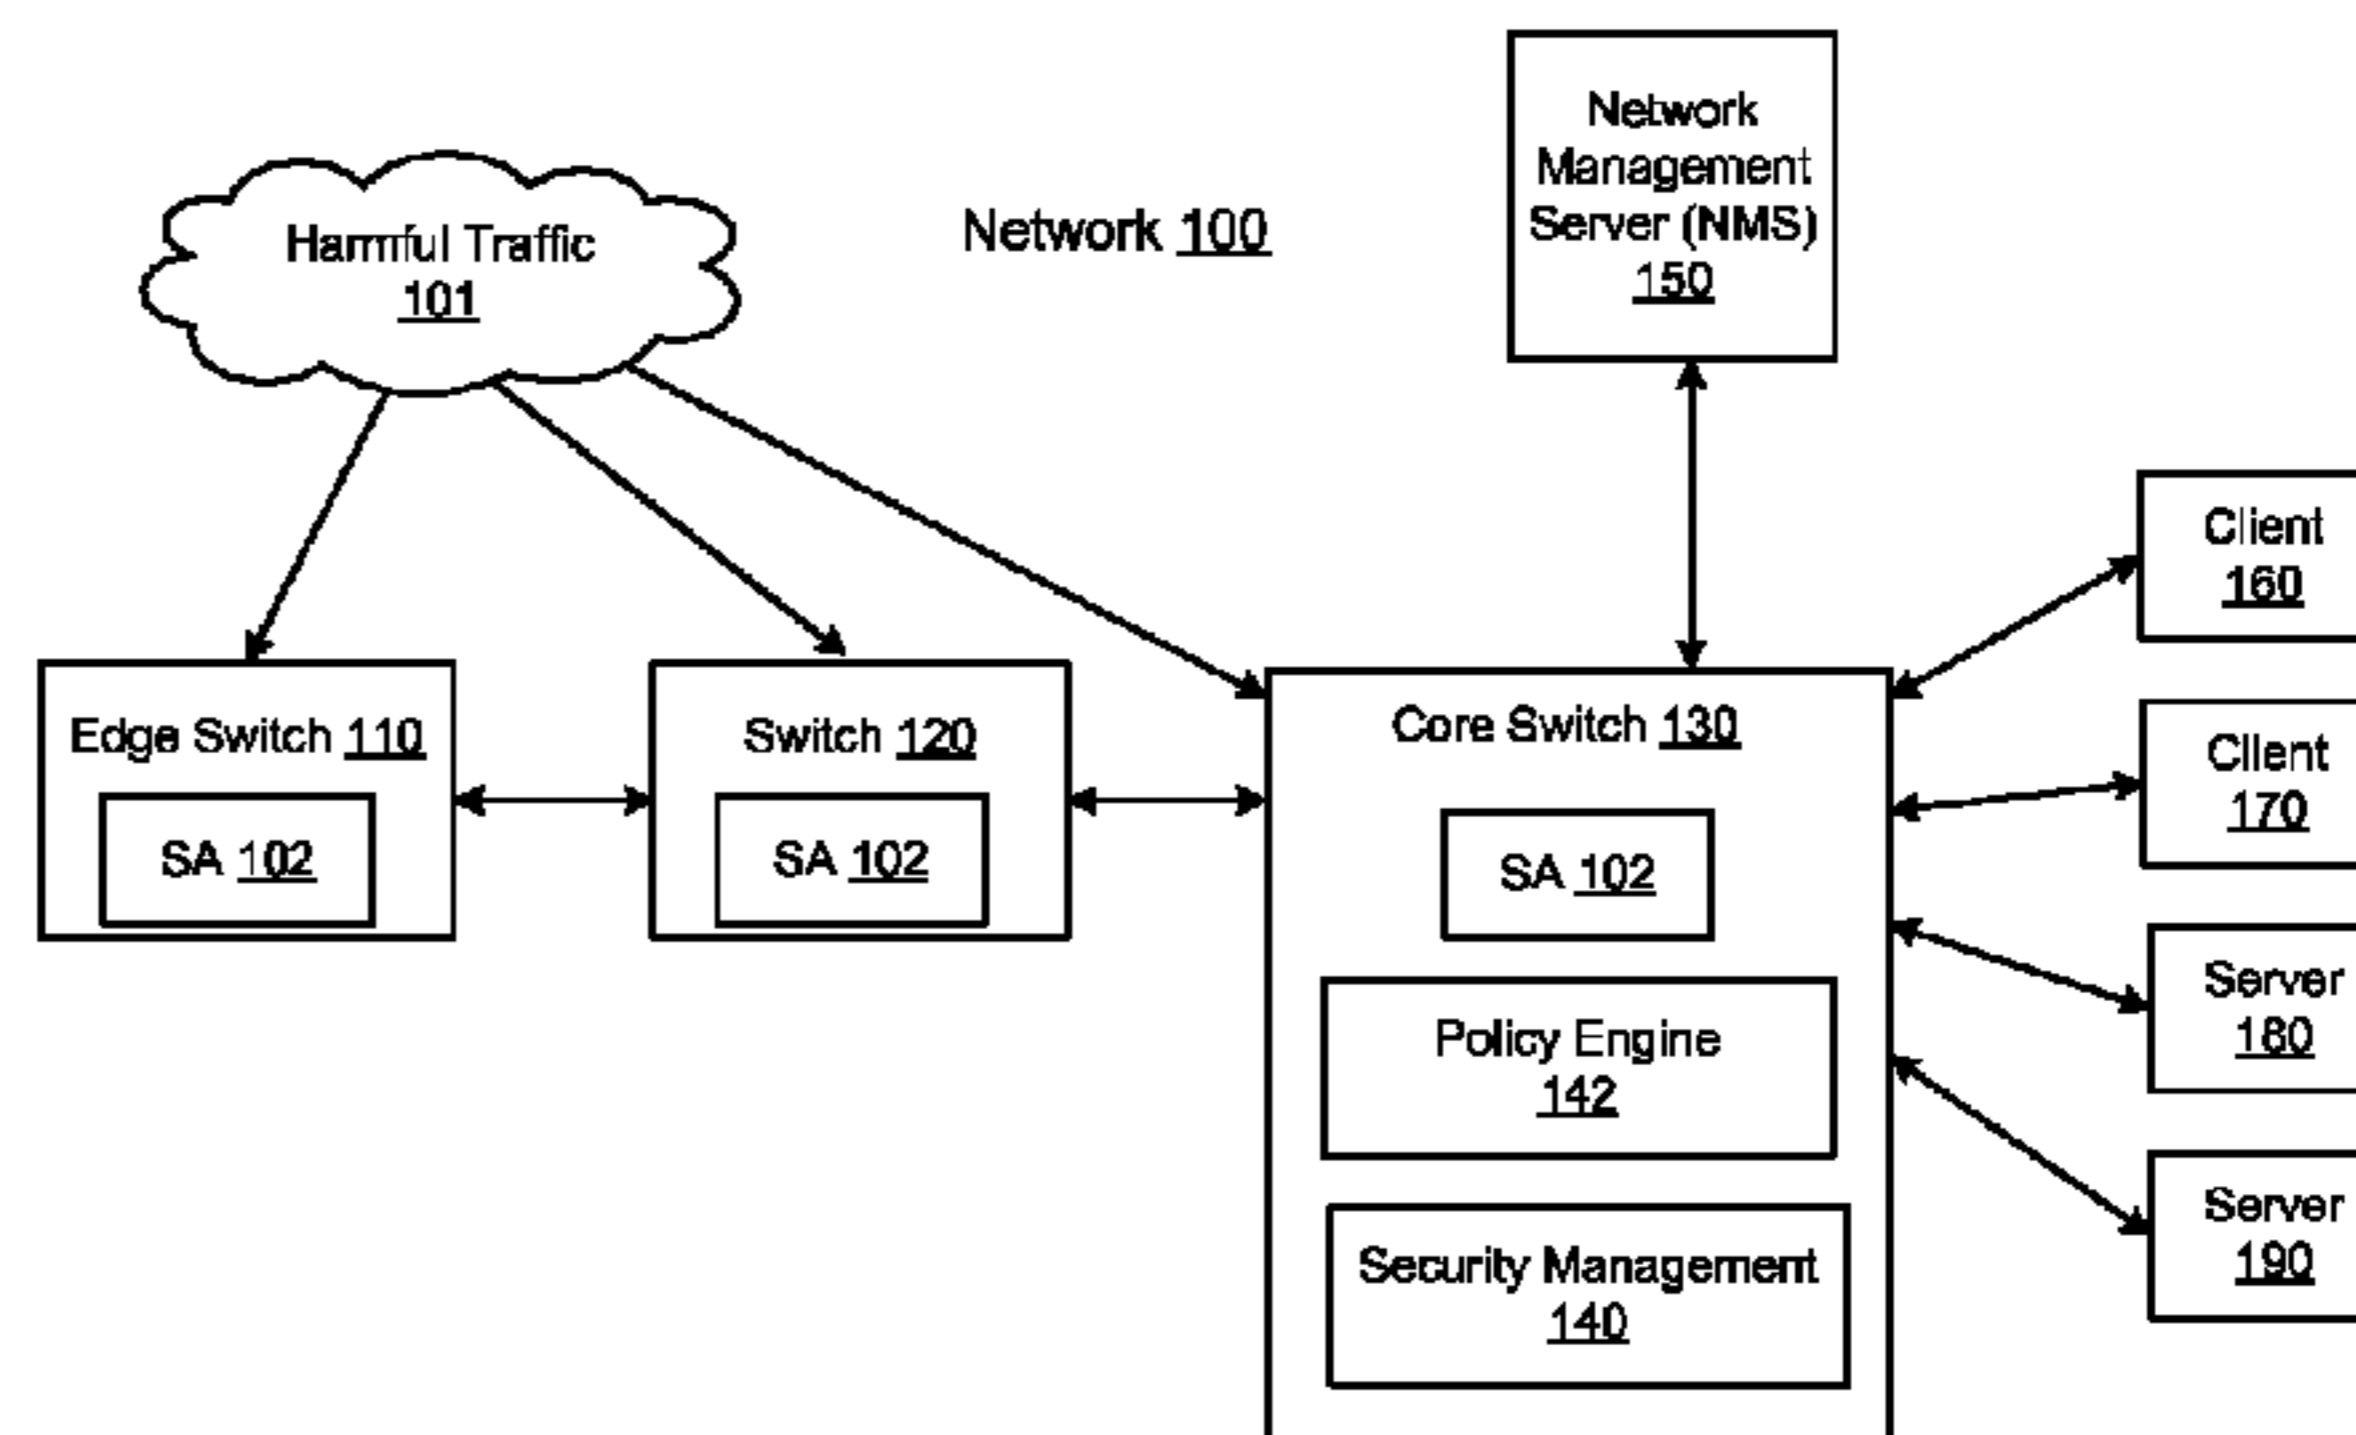 Network
Management
Server (NMS)
150
Harmful Traffic
101
Network 100
Client
160
Edge Switch 110
SA 102
Switch 120
SA 102
Core Switch 130
SA 102
Policy Engine
142
Security Management
140
Client
170
Server
180
Server
190